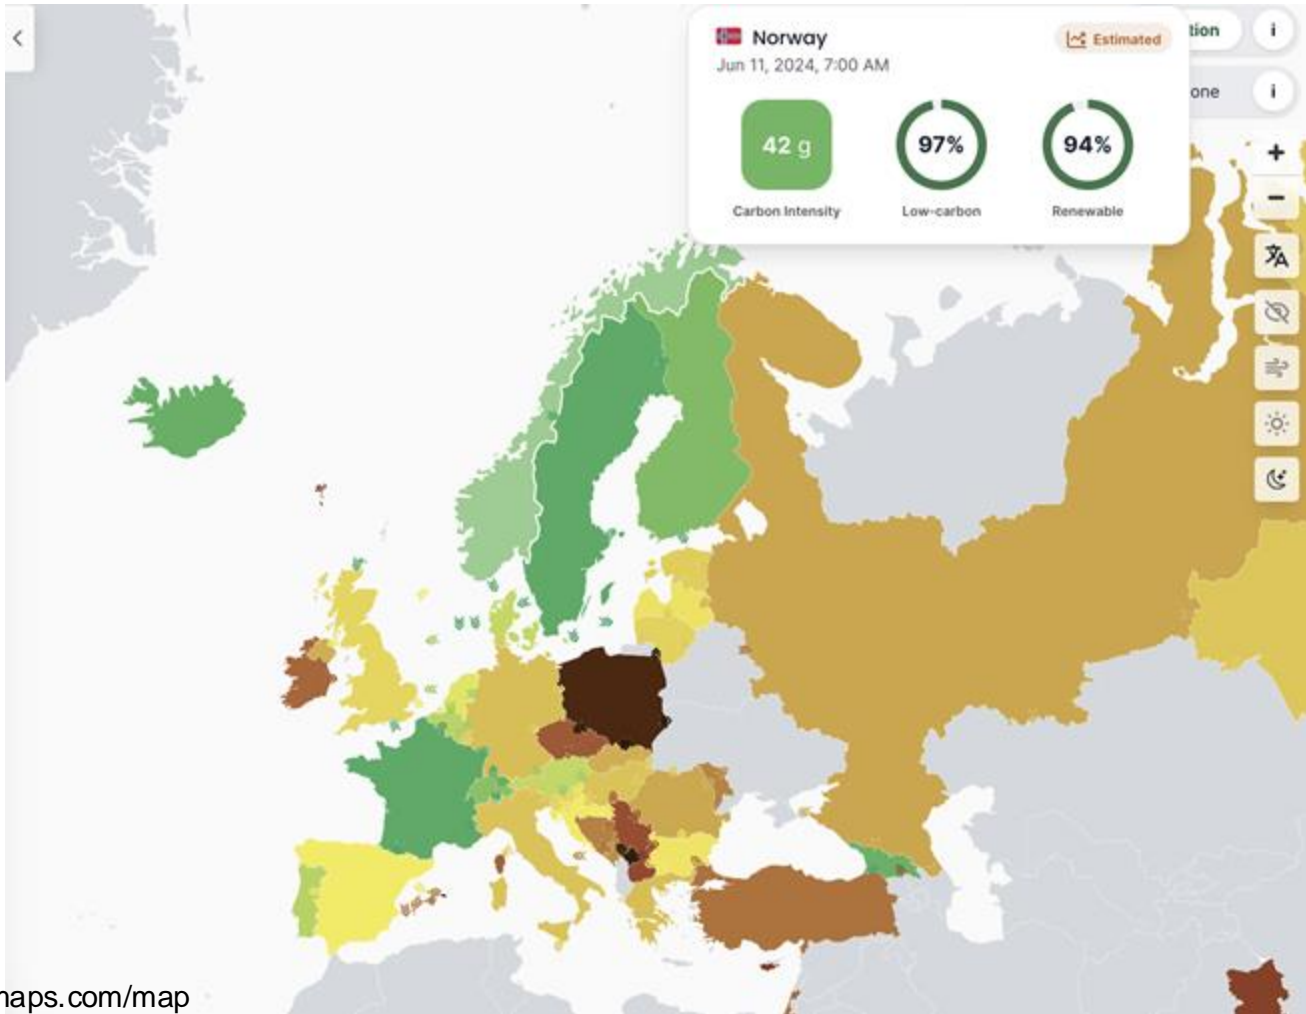 Norway
Estimated
Jun 11, 2024, 7:00 AM
tion
i
42 g
97%
94%
one
i
Carbon Intensity
Low-carbon
Renewable
+
−
maps.com/map